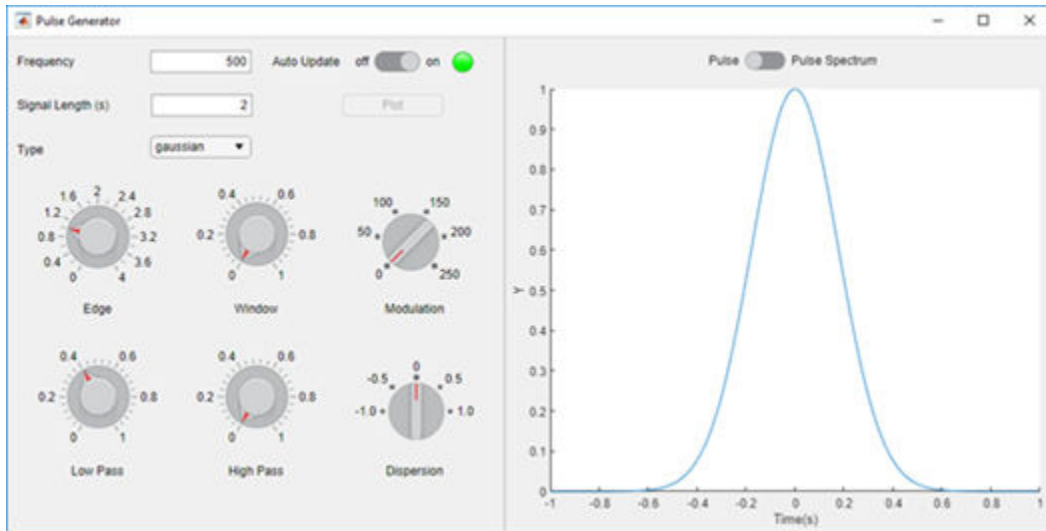 Pulse Generator
Frequency 500 Auto Update off on
Signal Length (s) 2 Plot
Type gaussian
0 0.4 0.8 1.2 1.6 2 2.4 2.8 3.2 3.6 4
Edge
0 0.2 0.4 0.6 0.8 1
Window
0 50 100 150 200 250
Modulation
0 0.2 0.4 0.6 0.8 1
Low Pass
0 0.2 0.4 0.6 0.8 1
High Pass
-1.0 -0.5 0 0.5 1.0
Dispersion
Pulse Pulse Spectrum
1
0.9
0.8
0.7
0.6
0.5
0.4
0.3
0.2
0.1
0
Y
-1 -0.8 -0.6 -0.4 -0.2 0 0.2 0.4 0.6 0.8 1
Time(s)